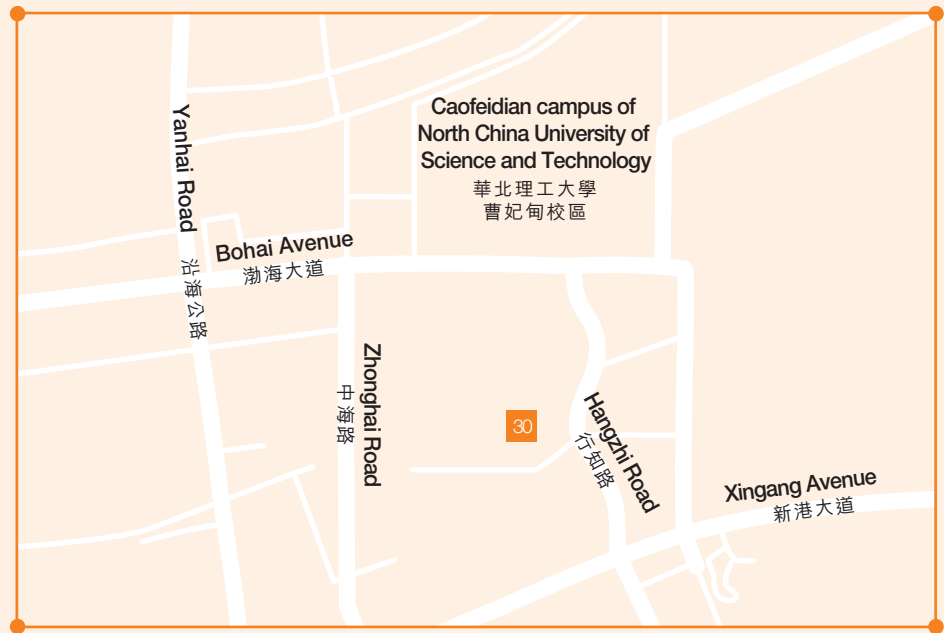 Caofeidian campus of
North China University of
Science and Technology
華北理工大學
曹妃甸校區
Yanhai Road
沿海公路
Bohai Avenue
渤海大道
Zhonghai Road
中海路
30
Hangzhi Road
行知路
Xingang Avenue
新港大道